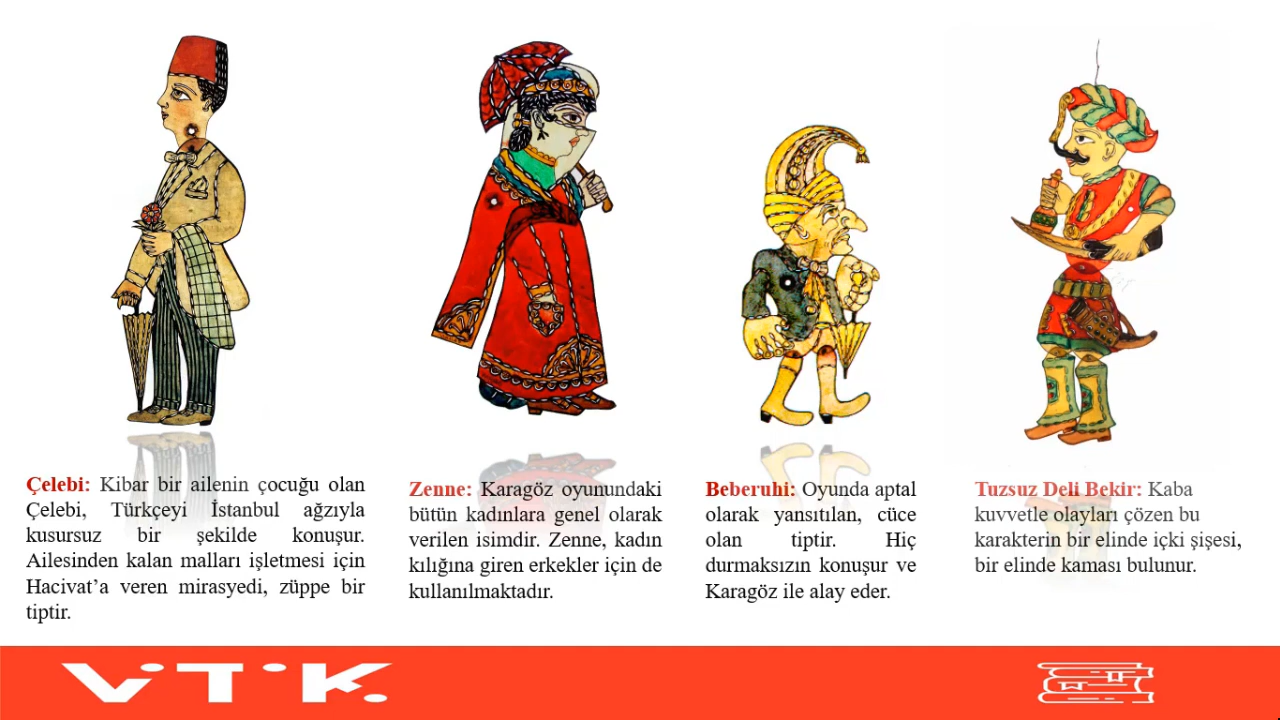 Çelebi: Kibar bir ailenin çocuğu olan
Çelebi, Türkçeyi İstanbul ağzıyla
kusursuz bir şekilde konuşur.
Ailesinden kalan malları işletmesi için
Hacivat’a veren mirasyedi, züppe bir
tiptir.
Zenne: Karagöz oyunundaki
bütün kadınlara genel olarak
verilen isimdir. Zenne, kadın
kılığına giren erkekler için de
kullanılmaktadır.
Beberuhi: Oyunda aptal
olarak yansıtılan, cüce
olan tiptir. Hiç
durmaksızın konuşur ve
Karagöz ile alay eder.
Tuzsuz Deli Bekir: Kaba
kuvvetle olayları çözen bu
karakterin bir elinde içki şişesi,
bir elinde kaması bulunur.
VİTİK.